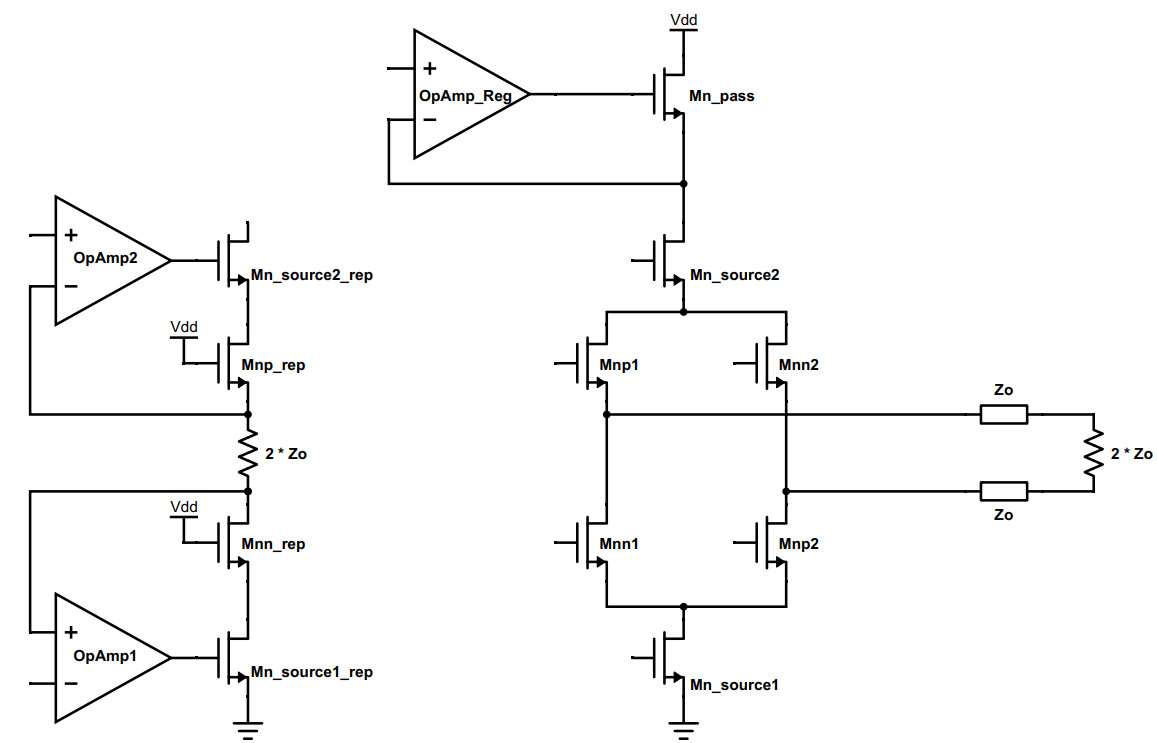 Vdd
+
OpAmp_Reg
Mn_pass
−
+
OpAmp2
−
Mn_source2_rep
Mn_source2
Vdd
Mnp_rep
Mnp1
Mnn2
Zo
2 * Zo
2 * Zo
Vdd
Zo
Mnn_rep
Mnn1
Mnp2
+
OpAmp1
−
Mn_source1_rep
Mn_source1